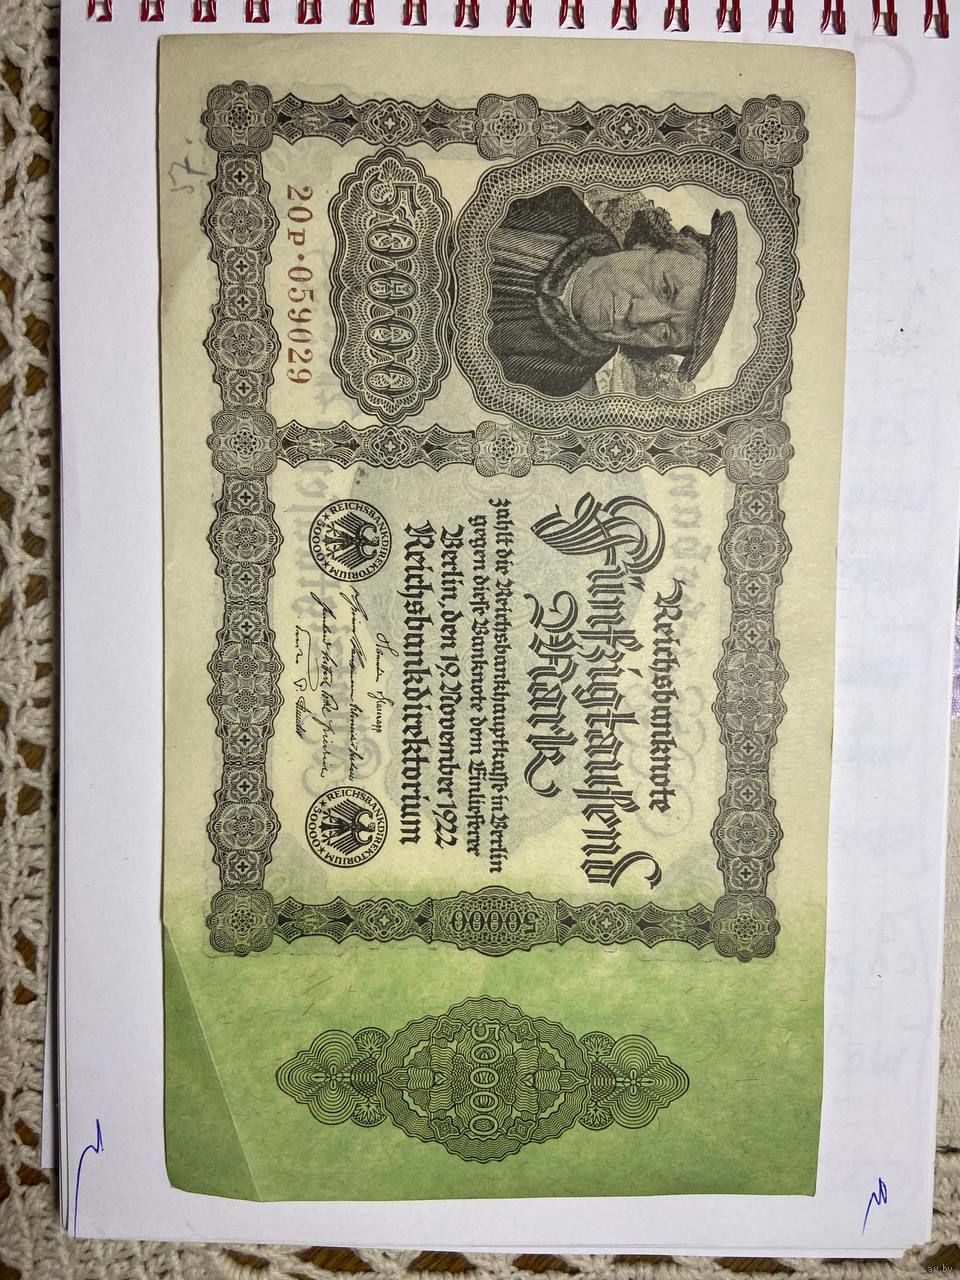 57.
50000
20P·059029
Reichsbanknote
Fünfzigtausend
Mark
zahlt die Reichsbankhauptkasse in Berlin
gegen diese Banknote dem Einlieferer
Berlin, den 19. November 1922
Reichsbankdirektorium
REICHSBANKDIREKTORIUM
50000
REICHSBANKDIREKTORIUM
50000
50000
50000